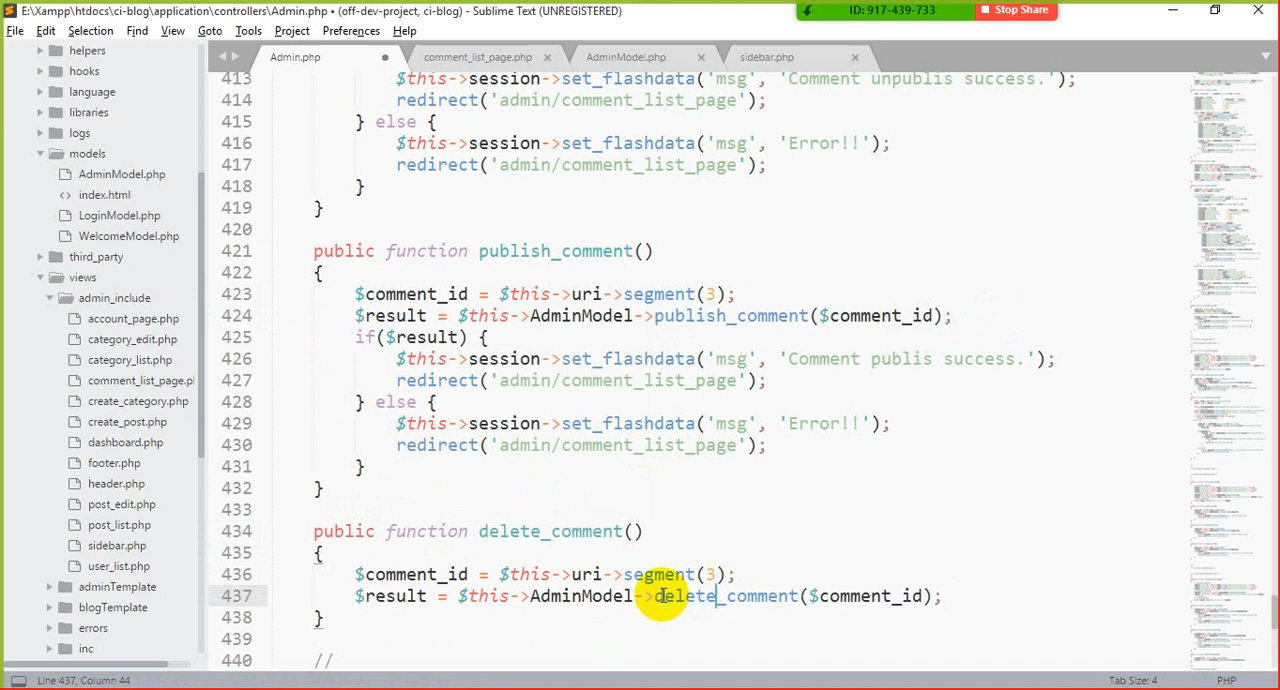 E:\Xampp\htdocs\ci-blog\application\controllers\Admin.php • (off-dev-project, ci-blog) - Sublime Text (UNREGISTERED)
ID: 917-439-733
Stop Share
File Edit Selection Find View Goto Tools Project Preferences Help
Admin.php
comment_list_page.php
AdminModel.php
sidebar.php
helpers
hooks
language
libraries
logs
models
AdminModel.php
index.html
LoginModel.php
WelcomeModel.php
third_party
views
admin_include
account_page.php
category_edit.php
category_list.php
comment_list_page.pl
create_category.php
create_post.php
dashboard.php
footer.php
header.php
post_edit.php
post_list.php
sidebar.php
user_list.php
adminTemplate
blogTemplate
errors
inc
413 $this->session->set_flashdata('msg', 'Comment unpublis success.');
414 redirect('admin/comment_list_page');
415 } else {
416 $this->session->set_flashdata('msg', 'Error!!');
417 redirect('admin/comment_list_page');
418 }
419 }
420
421 public function publish_comment()
422 {
423 $comment_id = $this->uri->segment(3);
424 $result = $this->AdminModel->publish_comment($comment_id);
425 if($result) {
426 $this->session->set_flashdata('msg', 'Comment publis success.');
427 redirect('admin/comment_list_page');
428 } else {
429 $this->session->set_flashdata('msg', 'Error!!');
430 redirect('admin/comment_list_page');
431 }
432 }
433
434 public function delete_comment()
435 {
436 $comment_id = $this->uri->segment(3);
437 $result = $this->AdminModel->delete_comment($comment_id);
438 }
439
440 //
Line 437, Column 44
Tab Size: 4
PHP